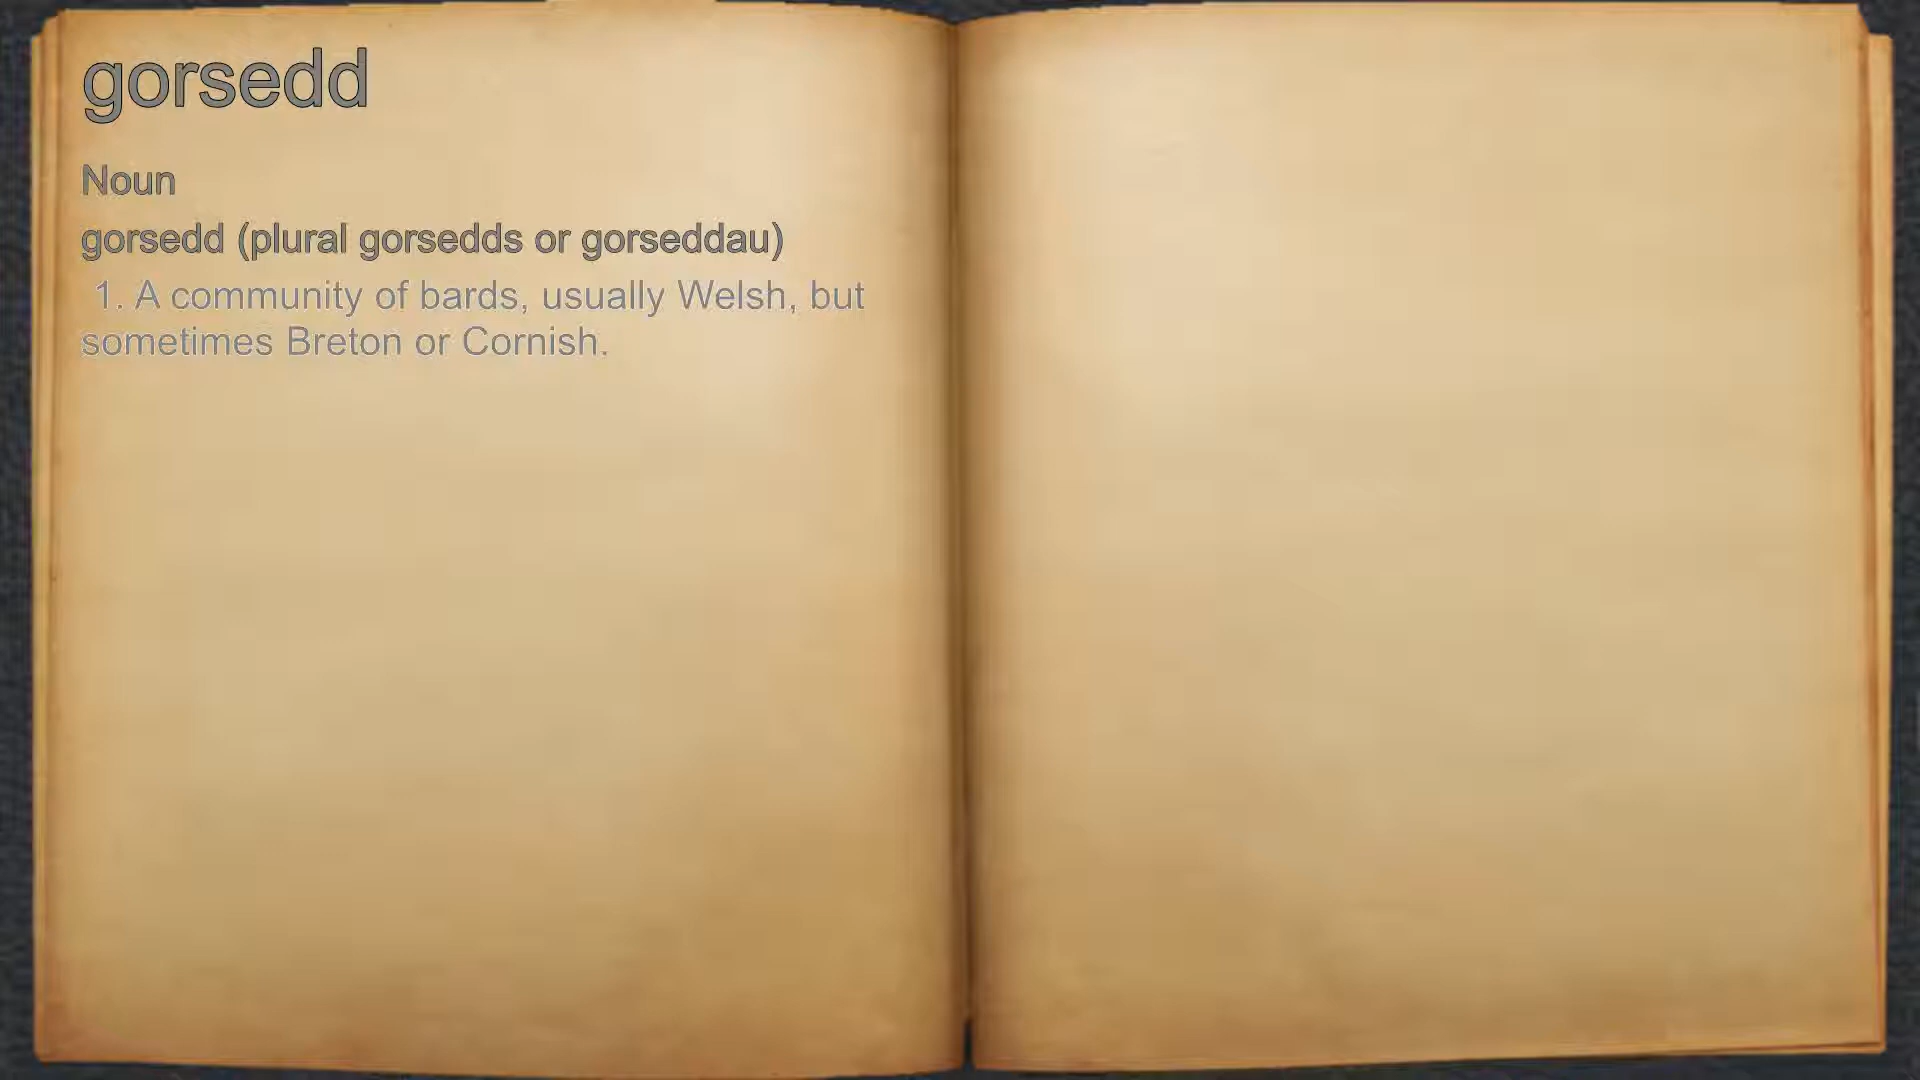 gorsedd
Noun
gorsedd (plural gorsedds or gorseddau)
1. A community of bards, usually Welsh, but
sometimes Breton or Cornish.